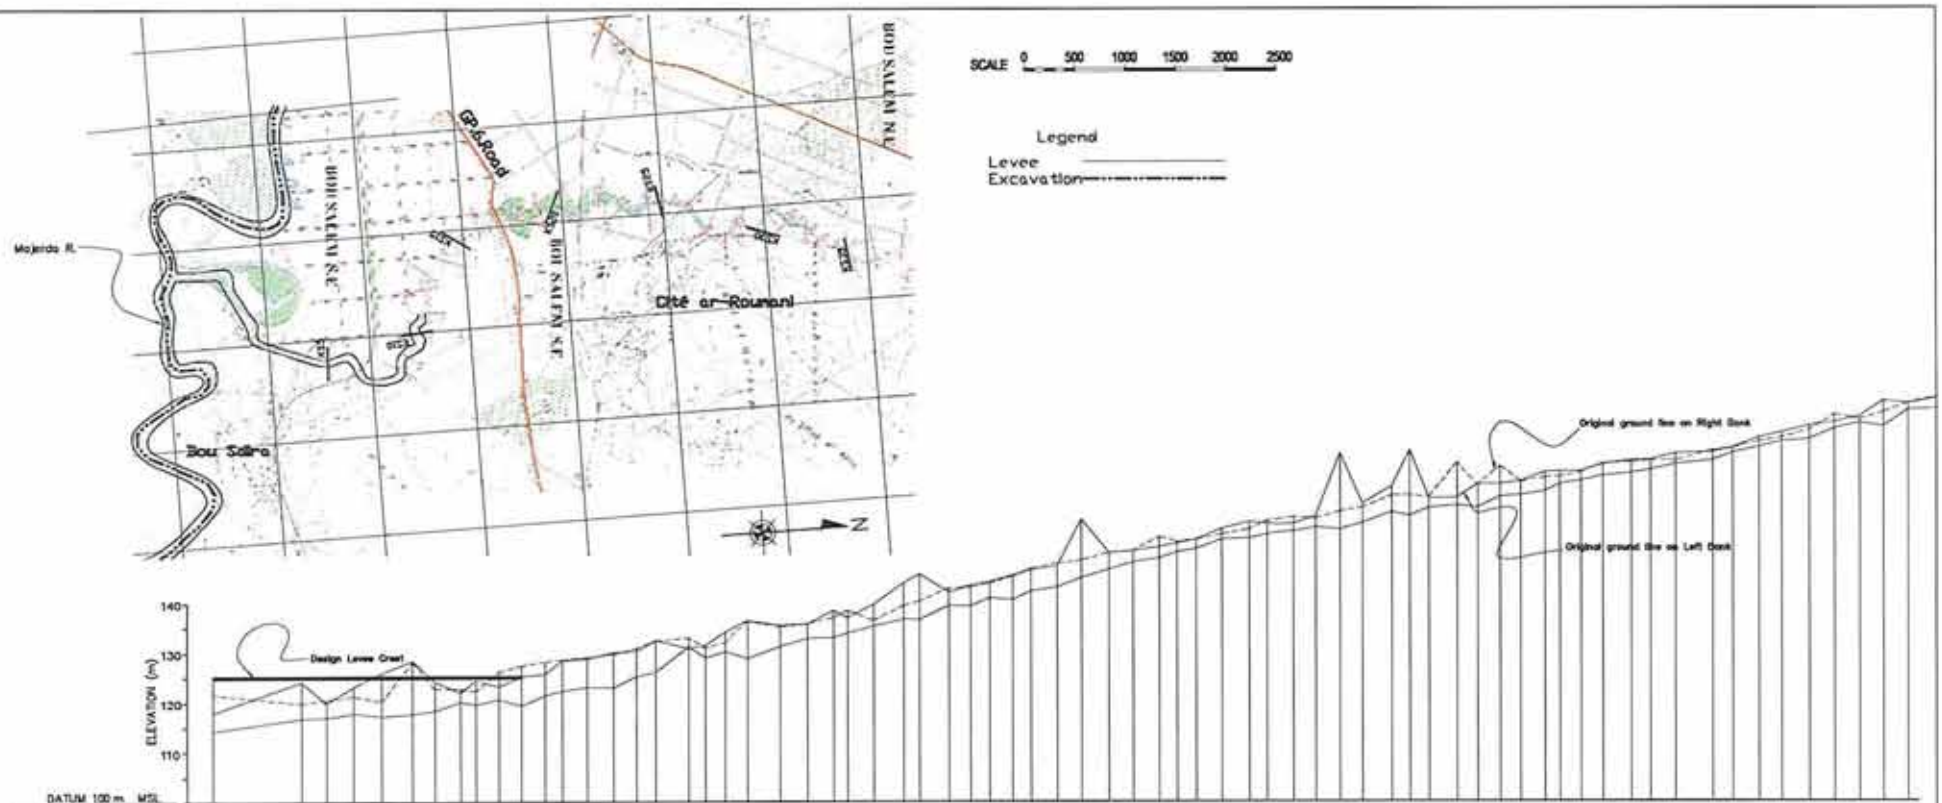 SCALE 0 500 1000 1500 2000 2500
Legend
Levee
Excavation
BOU SALEM N.E.
GP.6.Road
BOU SALEM S.E.
BOU SALEM S.E.
Majerda R.
Cité ar-Roumani
Bou Salra
N
Original ground line on Right Bank
Original ground line on Left Bank
Design Levee Crest
ELEVATION (m)
140
130
120
110
DATUM 100 m MSL